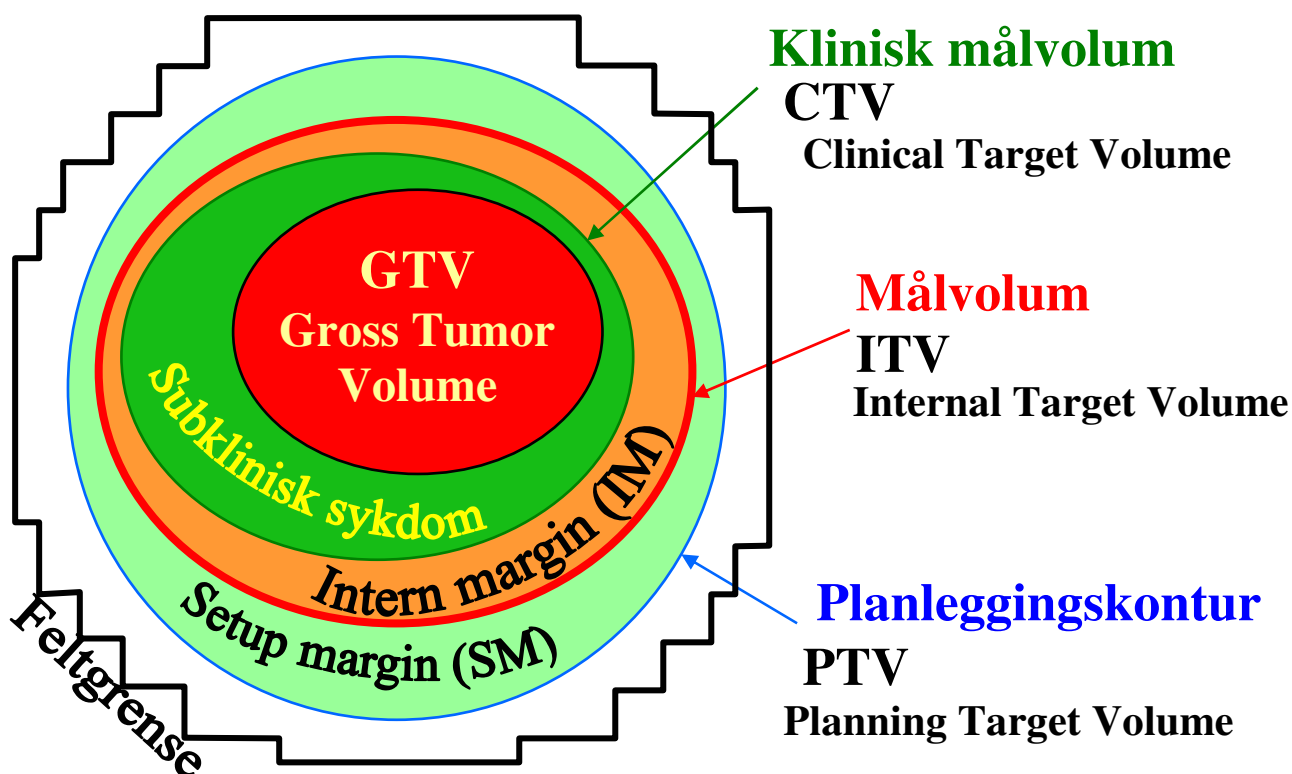 Klinisk målvolum
CTV
Clinical Target Volume
GTV
Gross Tumor
Volume
Målvolum
ITV
Internal Target Volume
Subklinisk sykdom
Intern margin (IM)
Setup margin (SM)
Feltgrense
Planleggingskontur
PTV
Planning Target Volume